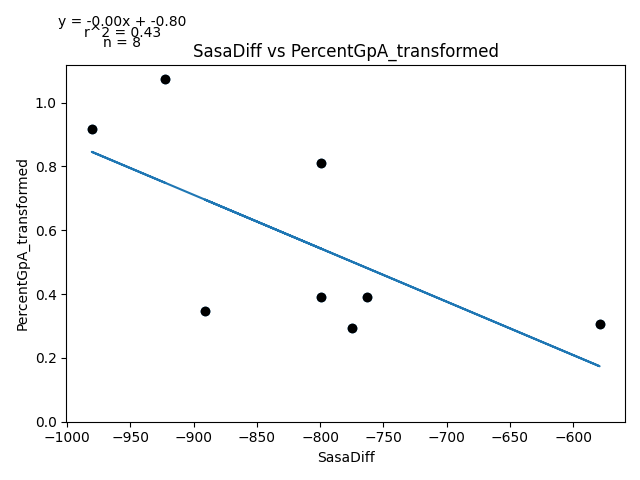 y = -0.00x + -0.80
r^2 = 0.43
n = 8
SasaDiff vs PercentGpA_transformed
PercentGpA_transformed
1.0
0.8
0.6
0.4
0.2
0.0
−1000 −950 −900 −850 −800 −750 −700 −650 −600
SasaDiff